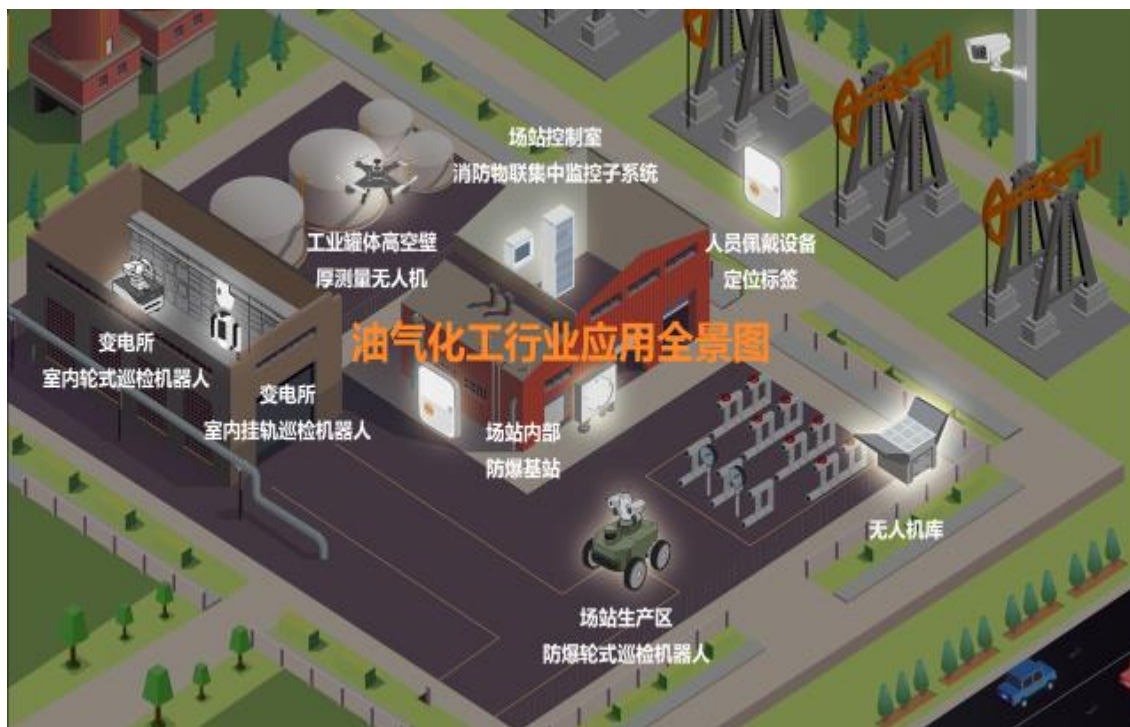 场站控制室
消防物联集中监控子系统
工业罐体高空壁
厚测量无人机
人员佩戴设备
定位标签
油气化工行业应用全景图
变电所
室内轮式巡检机器人
变电所
室内挂轨巡检机器人
场站内部
防爆基站
无人机库
场站生产区
防爆轮式巡检机器人